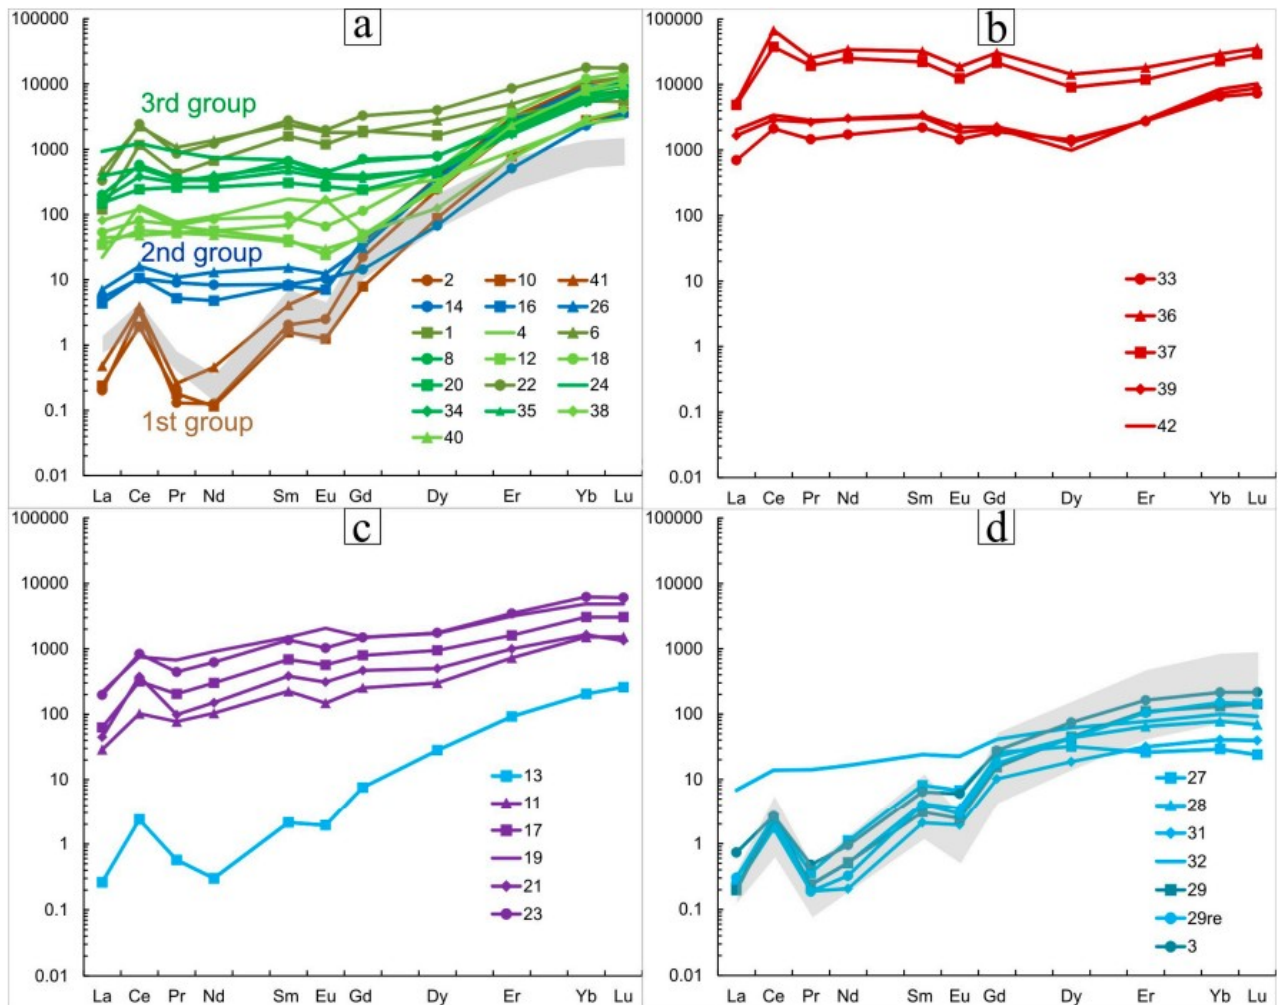 a
100000
10000
1000
100
10
1
0.1
0.01
3rd group
2nd group
1st group
2 10 41
14 16 26
1 4 6
8 12 18
20 22 24
34 35 38
40
La Ce Pr Nd Sm Eu Gd Dy Er Yb Lu
b
100000
10000
1000
100
10
1
0.1
0.01
33
36
37
39
42
La Ce Pr Nd Sm Eu Gd Dy Er Yb Lu
c
100000
10000
1000
100
10
1
0.1
0.01
13
11
17
19
21
23
La Ce Pr Nd Sm Eu Gd Dy Er Yb Lu
d
100000
10000
1000
100
10
1
0.1
0.01
27
28
31
32
29
29re
3
La Ce Pr Nd Sm Eu Gd Dy Er Yb Lu